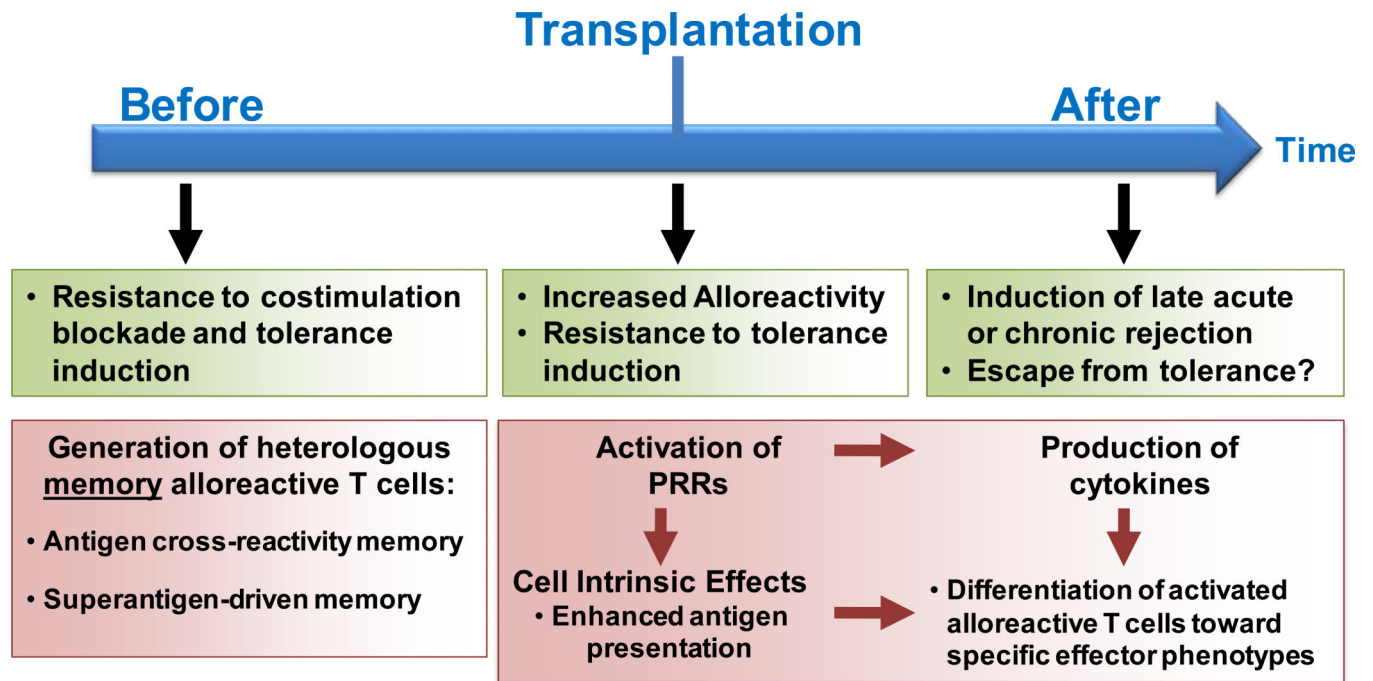 Transplantation
Before
After
Time
• Resistance to costimulation
blockade and tolerance
induction
• Increased Alloreactivity
• Resistance to tolerance
induction
• Induction of late acute
or chronic rejection
• Escape from tolerance?
Generation of heterologous
memory alloreactive T cells:
• Antigen cross-reactivity memory
• Superantigen-driven memory
Activation of
PRRs
Production of
cytokines
Cell Intrinsic Effects
• Enhanced antigen
presentation
• Differentiation of activated
alloreactive T cells toward
specific effector phenotypes